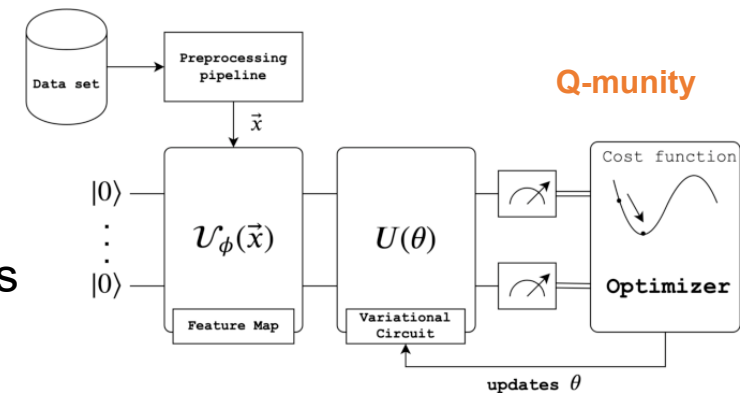 Data set
Preprocessing
pipeline
Q-munity
x⃗
Cost function
|0⟩
𝒰ϕ(x⃗)
U(θ)
s
|0⟩
Optimizer
Feature Map
Variational
Circuit
updates θ